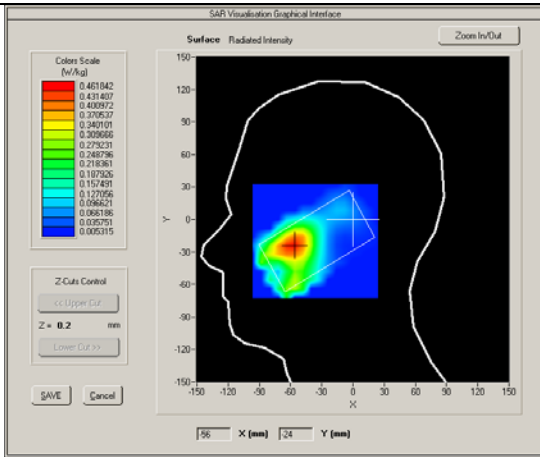 SAR Visualisation Graphical Interface
Surface Radiated Intensity
Zoom In/Out
Colors Scale
(W/kg)
0.461842
0.431407
0.400972
0.370537
0.340101
0.309666
0.279231
0.248796
0.218361
0.187926
0.157491
0.127056
0.096621
0.066186
0.035751
0.005315
Z-Cuts Control
<< Upper Cut
Z = 0.2 mm
Lower Cut >>
SAVE Cancel
150-
120-
90-
60-
30-
0-
-30-
-60-
-90-
-120-
-150-
Y
-150 -120 -90 -60 -30 0 30 60 90 120 150
X
-56 X (mm) -24 Y (mm)